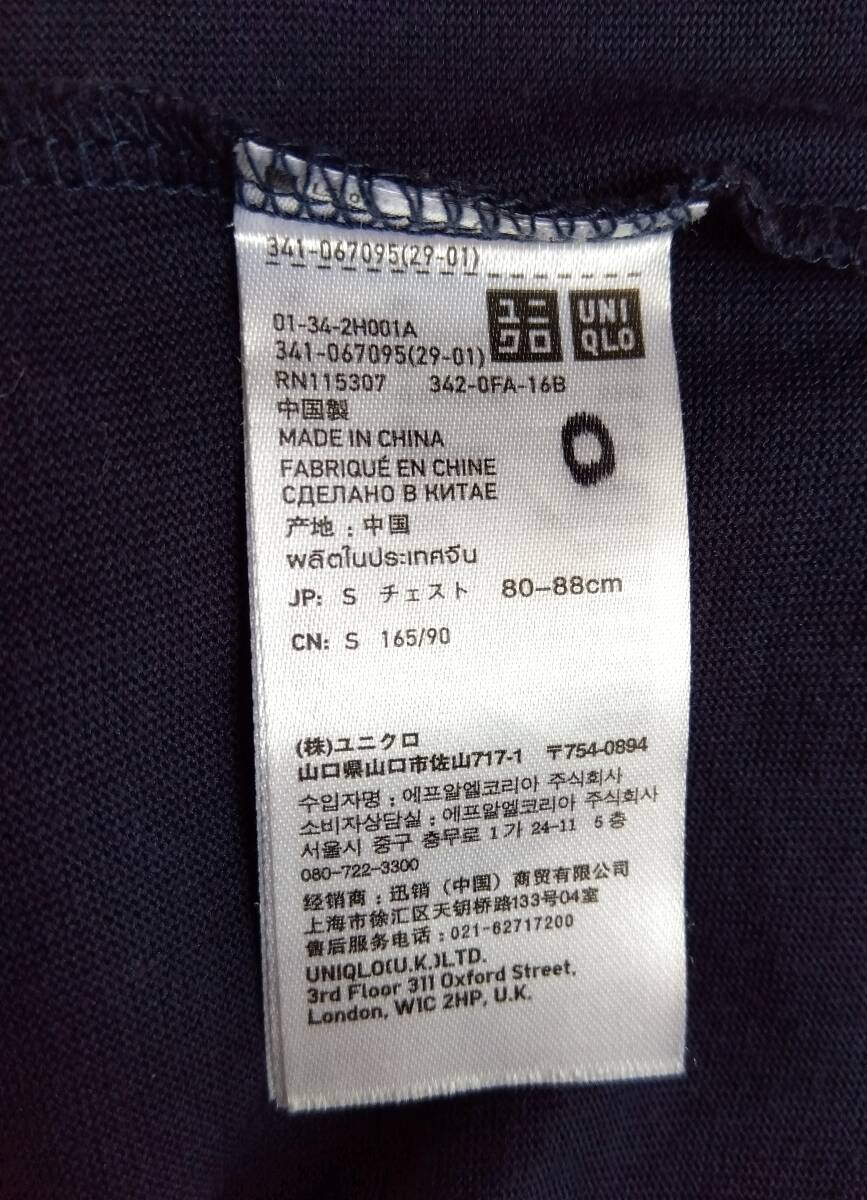 341-067095(29-01)
ユニ
クロ
UNI
QLO
01-34-2H001A
341-067095(29-01)
RN115307 342-0FA-16B
中国製
MADE IN CHINA
FABRIQUÉ EN CHINE
СДЕЛАНО В КИТАЕ
产地：中国
ผลิตในประเทศจีน
JP: S チェスト 80-88cm
CN: S 165/90
(株)ユニクロ
山口県山口市佐山717-1 〒754-0894
수입자명 : 에프알엘코리아 주식회사
소비자상담실 : 에프알엘코리아 주식회사
서울시 중구 충무로 1가 24-11 5층
080-722-3300
经销商：迅销（中国）商贸有限公司
上海市徐汇区天钥桥路133号04室
售后服务电话：021-62717200
UNIQLO(U.K.)LTD.
3rd Floor 311 Oxford Street,
London, W1C 2HP, U.K.